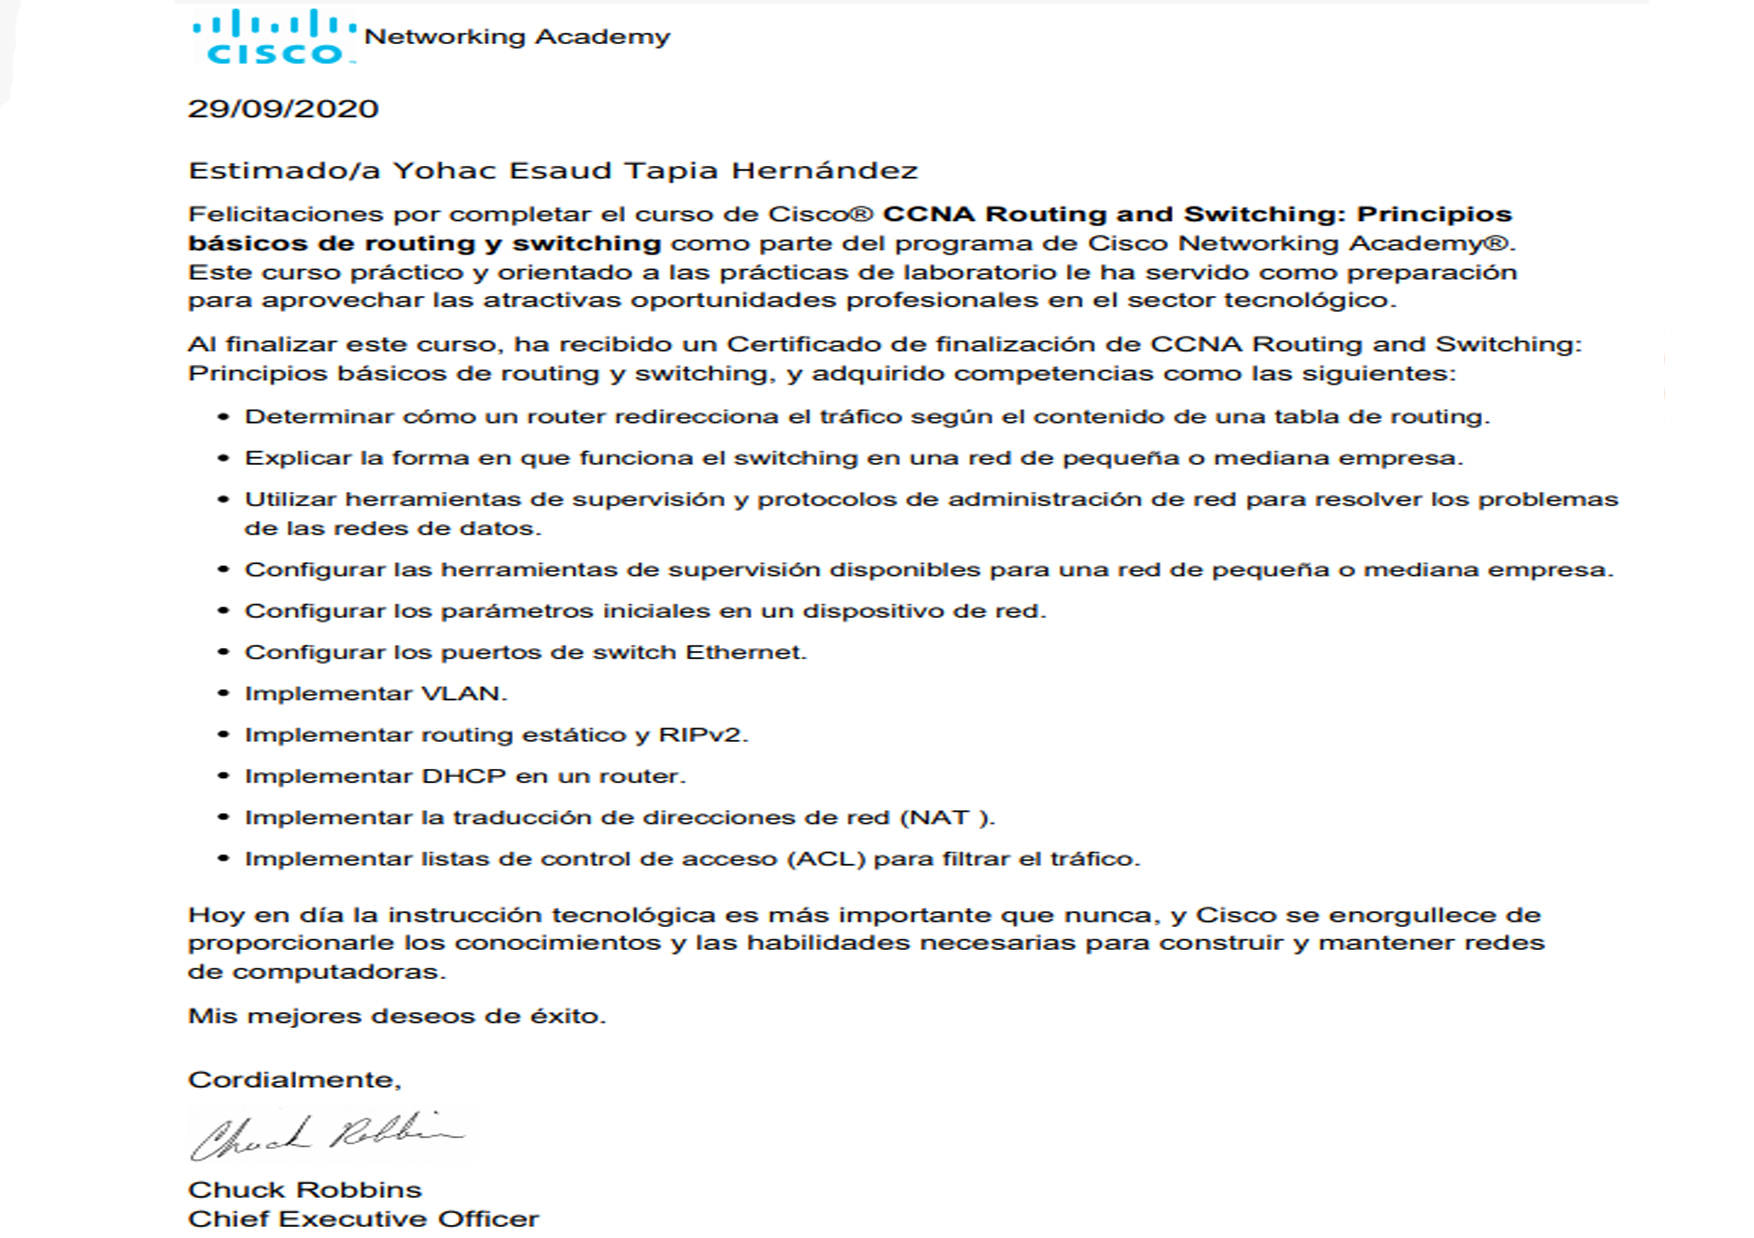 CISCO Networking Academy
29/09/2020
Estimado/a Yohac Esaud Tapia Hernández
Felicitaciones por completar el curso de Cisco® CCNA Routing and Switching: Principios
básicos de routing y switching como parte del programa de Cisco Networking Academy®.
Este curso práctico y orientado a las prácticas de laboratorio le ha servido como preparación
para aprovechar las atractivas oportunidades profesionales en el sector tecnológico.
Al finalizar este curso, ha recibido un Certificado de finalización de CCNA Routing and Switching:
Principios básicos de routing y switching, y adquirido competencias como las siguientes:
• Determinar cómo un router redirecciona el tráfico según el contenido de una tabla de routing.
• Explicar la forma en que funciona el switching en una red de pequeña o mediana empresa.
• Utilizar herramientas de supervisión y protocolos de administración de red para resolver los problemas
de las redes de datos.
• Configurar las herramientas de supervisión disponibles para una red de pequeña o mediana empresa.
• Configurar los parámetros iniciales en un dispositivo de red.
• Configurar los puertos de switch Ethernet.
• Implementar VLAN.
• Implementar routing estático y RIPv2.
• Implementar DHCP en un router.
• Implementar la traducción de direcciones de red (NAT ).
• Implementar listas de control de acceso (ACL) para filtrar el tráfico.
Hoy en día la instrucción tecnológica es más importante que nunca, y Cisco se enorgullece de
proporcionarle los conocimientos y las habilidades necesarias para construir y mantener redes
de computadoras.
Mis mejores deseos de éxito.
Cordialmente,
Chuck Robbins
Chuck Robbins
Chief Executive Officer